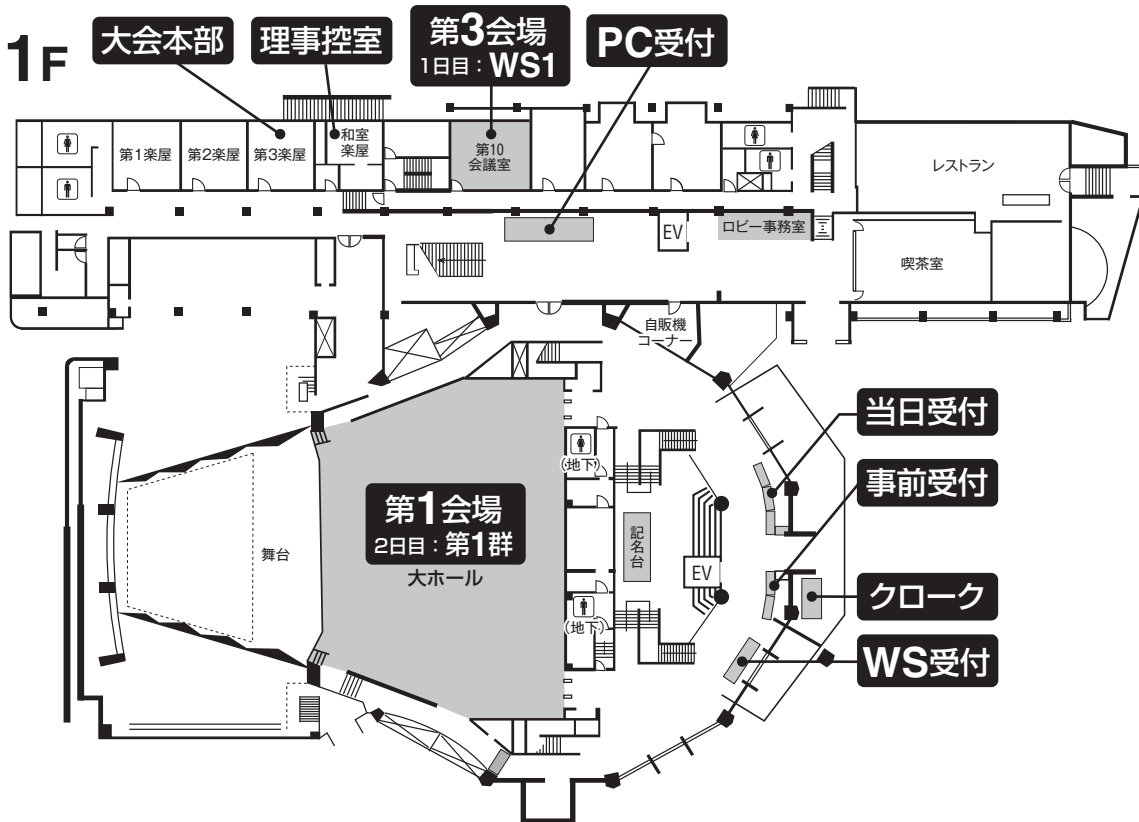 1F
大会本部
理事控室
第3会場
1日目：WS1
PC受付
第1楽屋
第2楽屋
第3楽屋
和室
楽屋
第10
会議室
レストラン
EV
ロビー事務室
喫茶室
自販機
コーナー
当日受付
(地下)
事前受付
第1会場
2日目：第1群
大ホール
舞台
記名台
EV
クローク
(地下)
WS受付